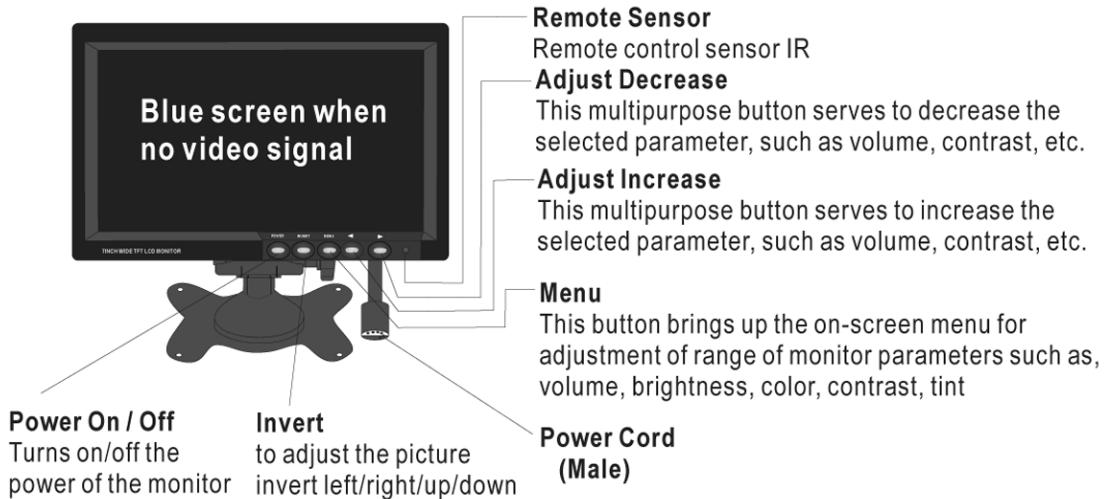 Remote Sensor
Remote control sensor IR
Adjust Decrease
This multipurpose button serves to decrease the
selected parameter, such as volume, contrast, etc.
Adjust Increase
This multipurpose button serves to increase the
selected parameter, such as volume, contrast, etc.
Menu
This button brings up the on-screen menu for
adjustment of range of monitor parameters such as,
volume, brightness, color, contrast, tint
Power Cord
(Male)
Blue screen when
no video signal
POWER INVERT MENU ◄ ►
7INCH WIDE TFT LCD MONITOR
Power On / Off
Turns on/off the
power of the monitor
Invert
to adjust the picture
invert left/right/up/down